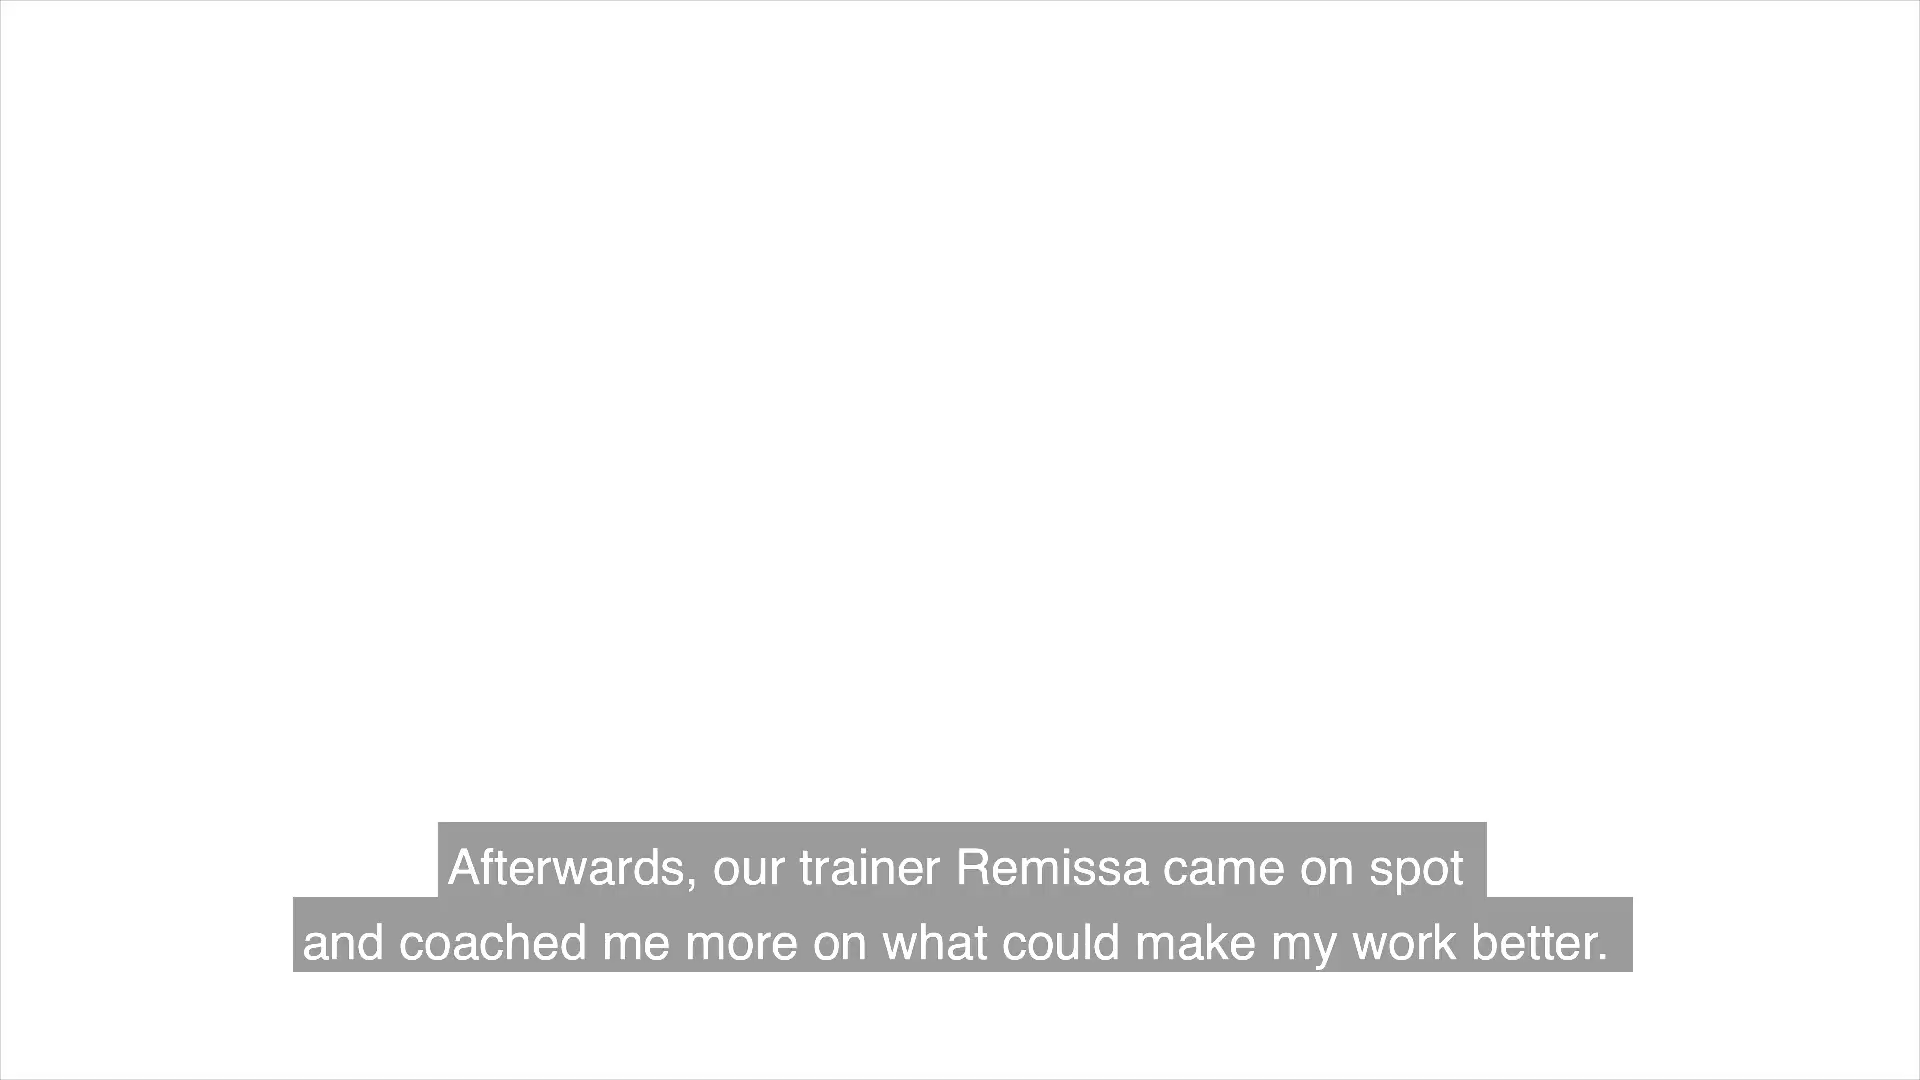 Afterwards, our trainer Remissa came on spot
and coached me more on what could make my work better.